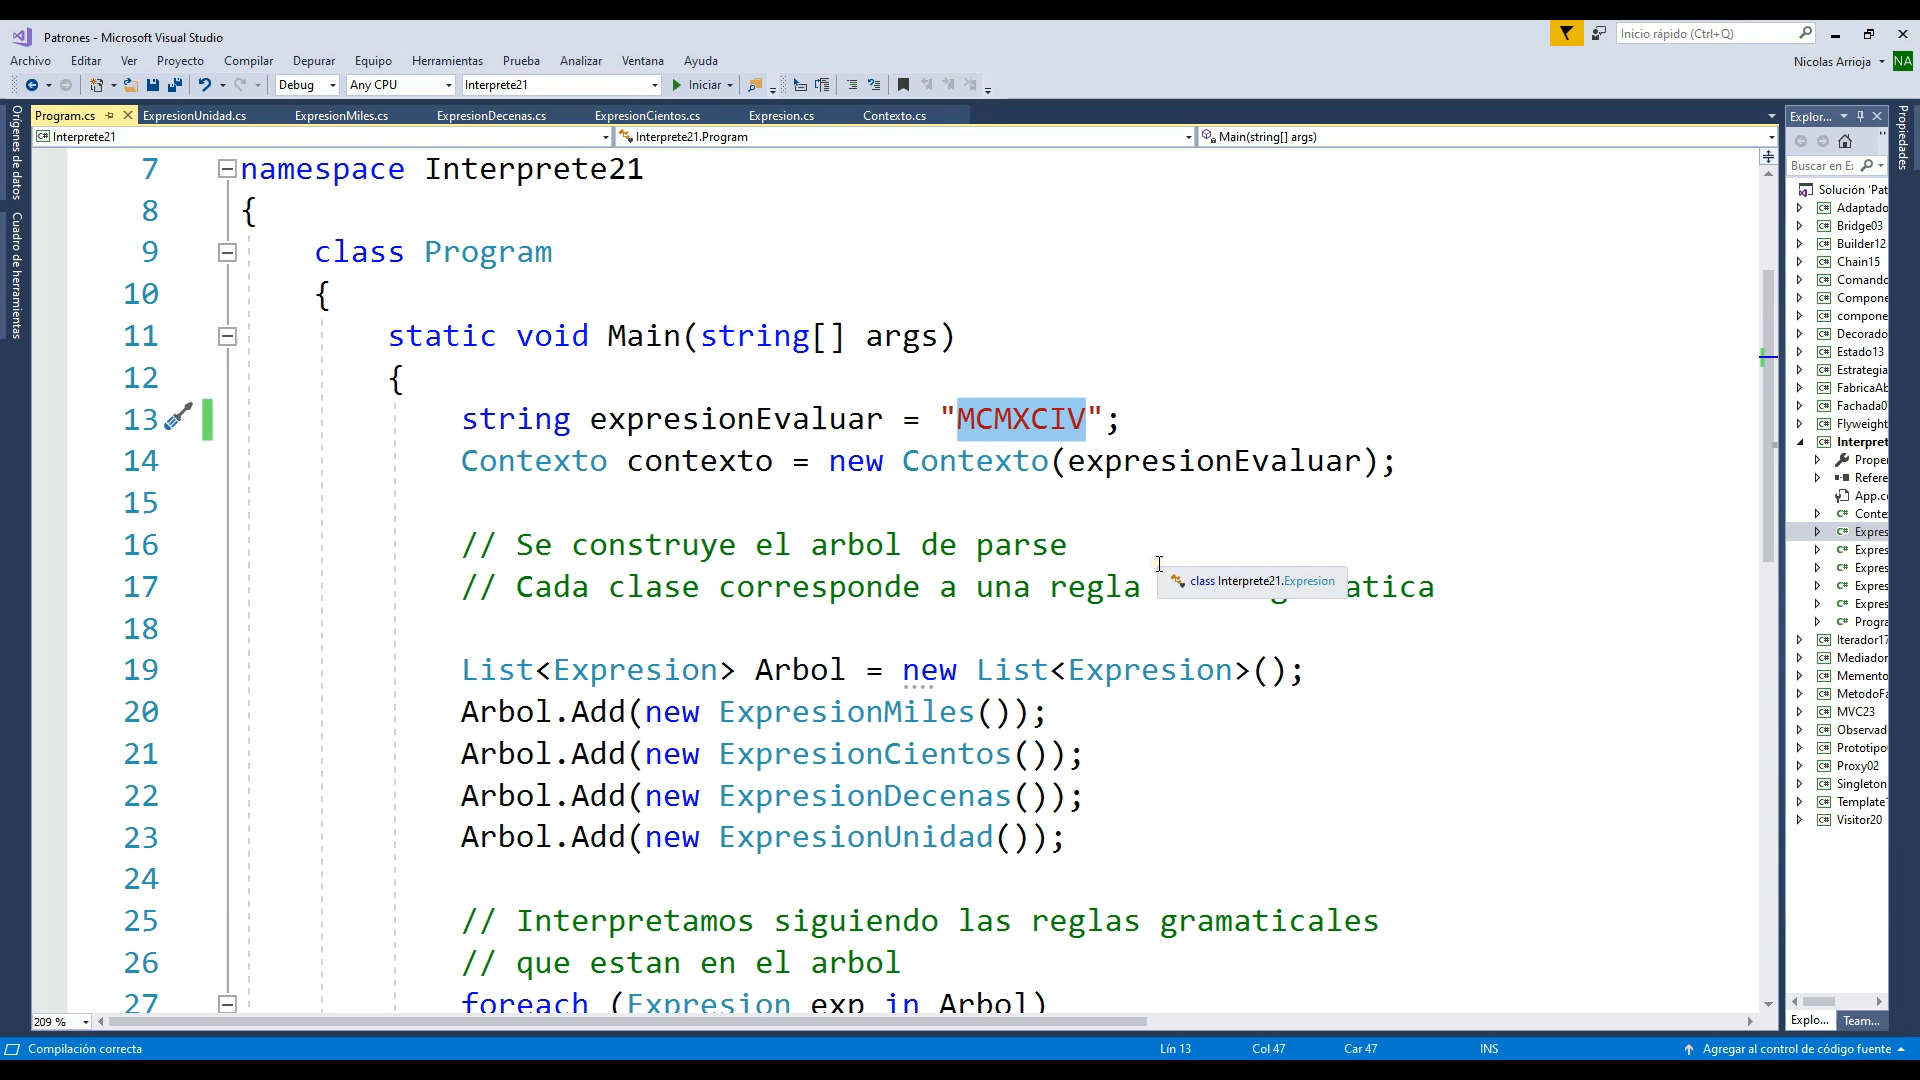 Patrones - Microsoft Visual Studio
Inicio rápido (Ctrl+Q)
Archivo Editar Ver Proyecto Compilar Depurar Equipo Herramientas Prueba Analizar Ventana Ayuda
Nicolas Arrioja NA
Debug Any CPU Interprete21 Iniciar
Program.cs ExpresionUnidad.cs ExpresionMiles.cs ExpresionDecenas.cs ExpresionCientos.cs Expresion.cs Contexto.cs
Interprete21 Interprete21.Program Main(string[] args)
Orígenes de datos
Cuadro de herramientas
7 namespace Interprete21
8 {
9 class Program
10 {
11 static void Main(string[] args)
12 {
13 string expresionEvaluar = "MCMXCIV";
14 Contexto contexto = new Contexto(expresionEvaluar);
15
16 // Se construye el arbol de parse
17 // Cada clase corresponde a una regla
class Interprete21.Expresion
18
19 List<Expresion> Arbol = new List<Expresion>();
20 Arbol.Add(new ExpresionMiles());
21 Arbol.Add(new ExpresionCientos());
22 Arbol.Add(new ExpresionDecenas());
23 Arbol.Add(new ExpresionUnidad());
24
25 // Interpretamos siguiendo las reglas gramaticales
26 // que estan en el arbol
27 foreach (Expresion exp in Arbol)
209 %
Explor...
Buscar en E
Solución 'Pat
Adaptado
Bridge03
Builder12
Chain15
Comando
Compone
compone
Decorado
Estado13
Estrategia
FabricaAb
Fachada0
Flyweight
Interpret
Proper
Refere
App.c
Conte
Expres
Expres
Expres
Expres
Expres
Progra
Iterador17
Mediador
Memento
MetodoFa
MVC23
Observad
Prototipo
Proxy02
Singleton
Template
Visitor20
Explo... Team...
Propiedades
Compilación correcta Lín 13 Col 47 Car 47 INS Agregar al control de código fuente